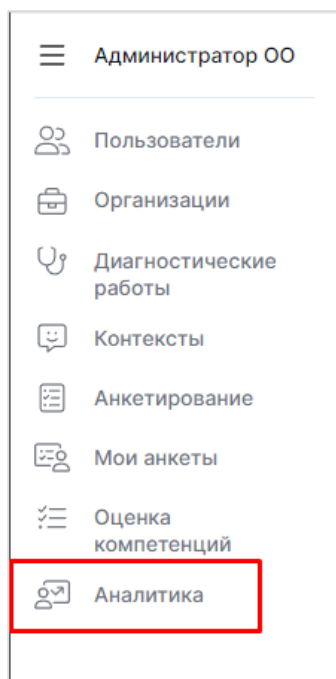 Администратор ОО
Пользователи
Организации
Диагностические
работы
Контексты
Анкетирование
Мои анкеты
Оценка
компетенций
Аналитика